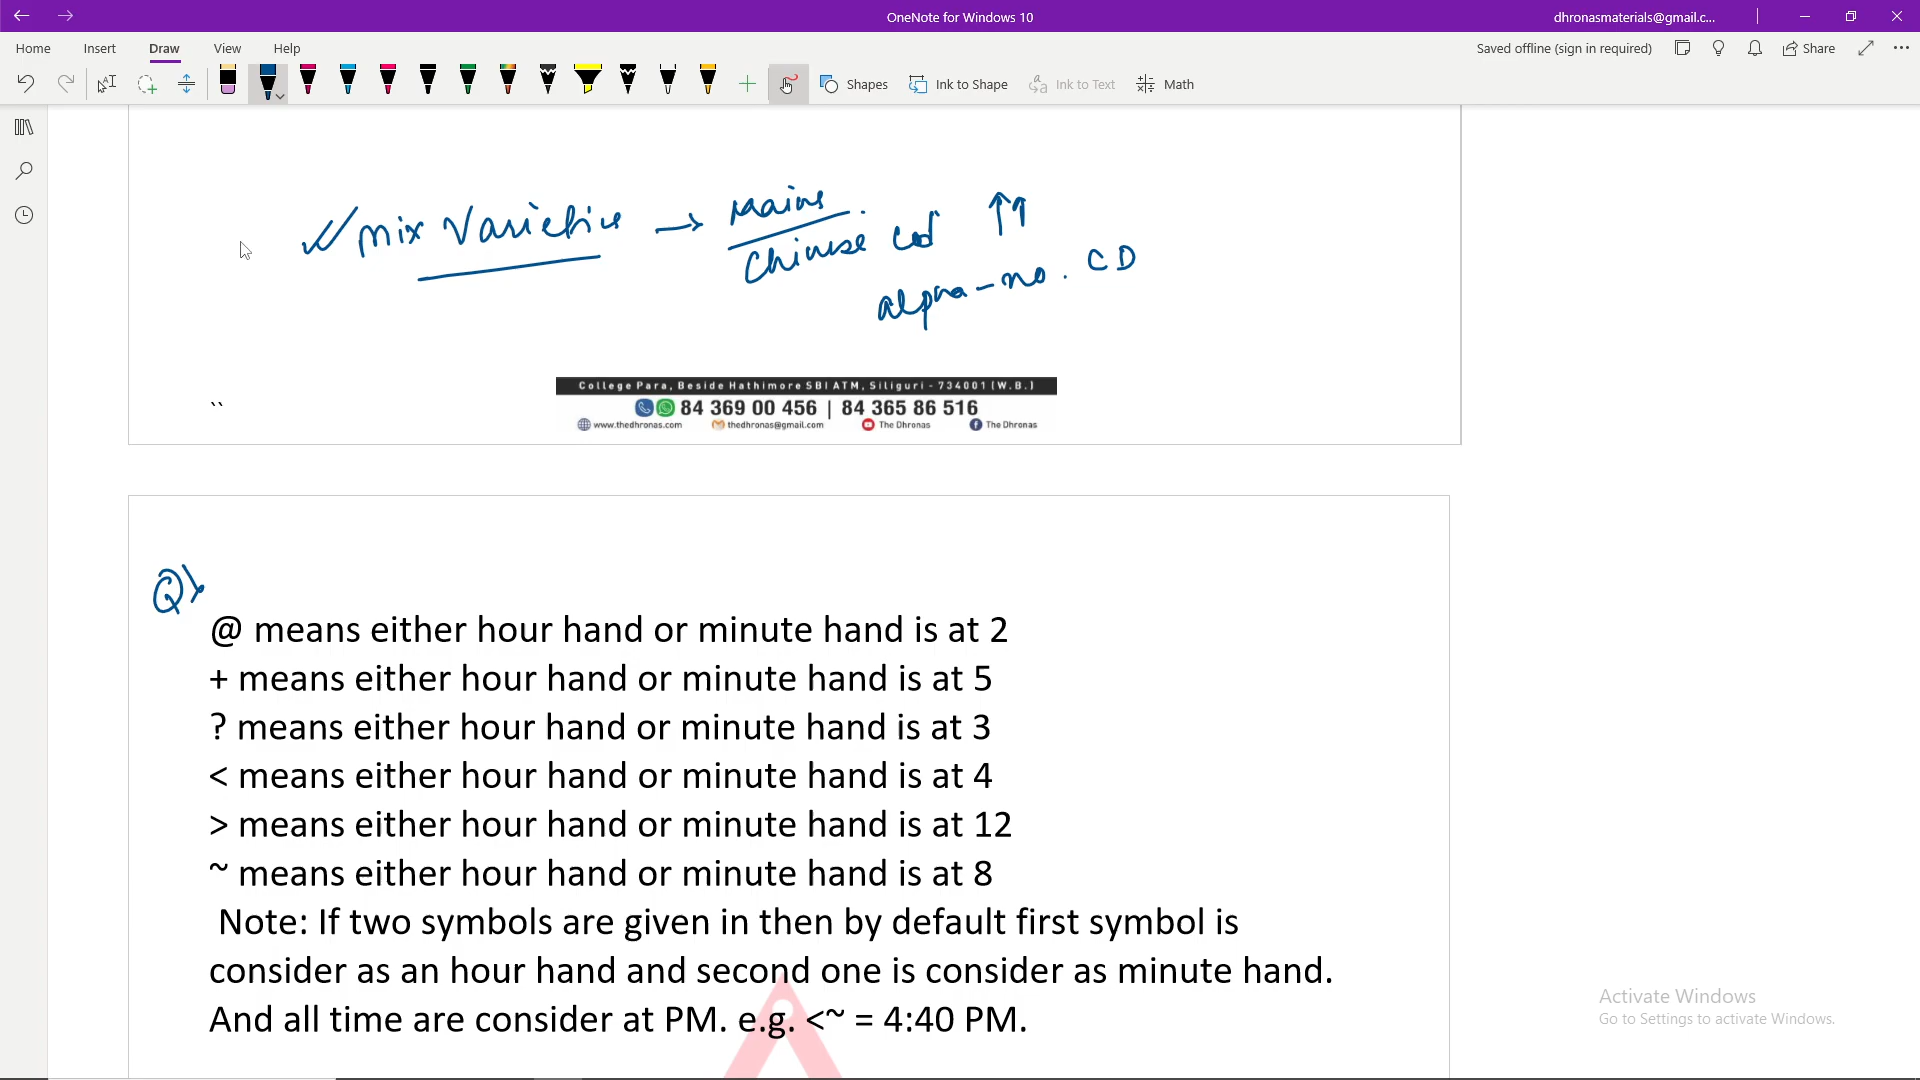 OneNote for Windows 10
dhronasmaterials@gmail.c...
Home Insert Draw View Help
Saved offline (sign in required)
Share
Shapes
Ink to Shape
Ink to Text
Math
mix Varieties → Mains.
Chinese cod ↑↑
alpha-no. CD
College Para, Beside Hathimore SBI ATM, Siliguri - 734001 (W.B.)
84 369 00 456 | 84 365 86 516
www.thedhronas.com thedhronas@gmail.com The Dhronas The Dhronas
``
Q)
@ means either hour hand or minute hand is at 2
+ means either hour hand or minute hand is at 5
? means either hour hand or minute hand is at 3
< means either hour hand or minute hand is at 4
> means either hour hand or minute hand is at 12
~ means either hour hand or minute hand is at 8
Note: If two symbols are given in then by default first symbol is
consider as an hour hand and second one is consider as minute hand.
And all time are consider at PM. e.g. <~ = 4:40 PM.
Activate Windows
Go to Settings to activate Windows.